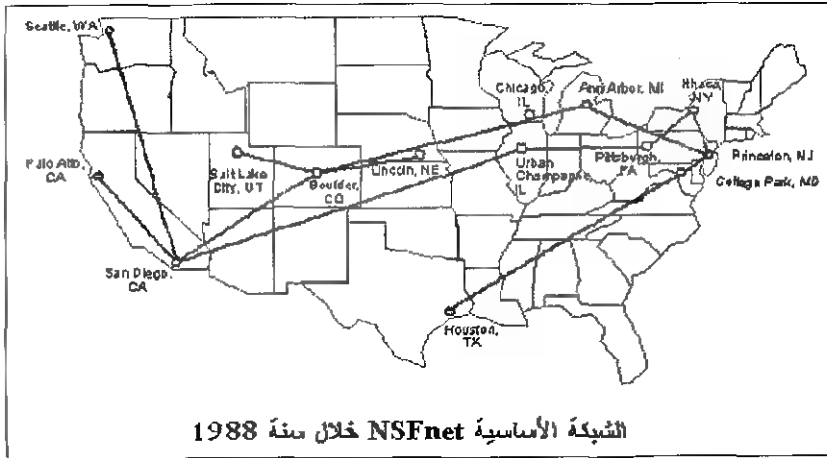 Seattle, WA
Chicago,
IL
Ann Arbor, MI
Ithaca,
NY
Palo Alto,
CA
Salt Lake
City, UT
Boulder,
CO
Lincoln, NE
Urban
Champagne,
IL
Pittsburgh,
PA
Princeton, NJ
College Park, MD
San Diego,
CA
Houston,
TX
الشبكة الأساسية NSFnet خلال سنة 1988